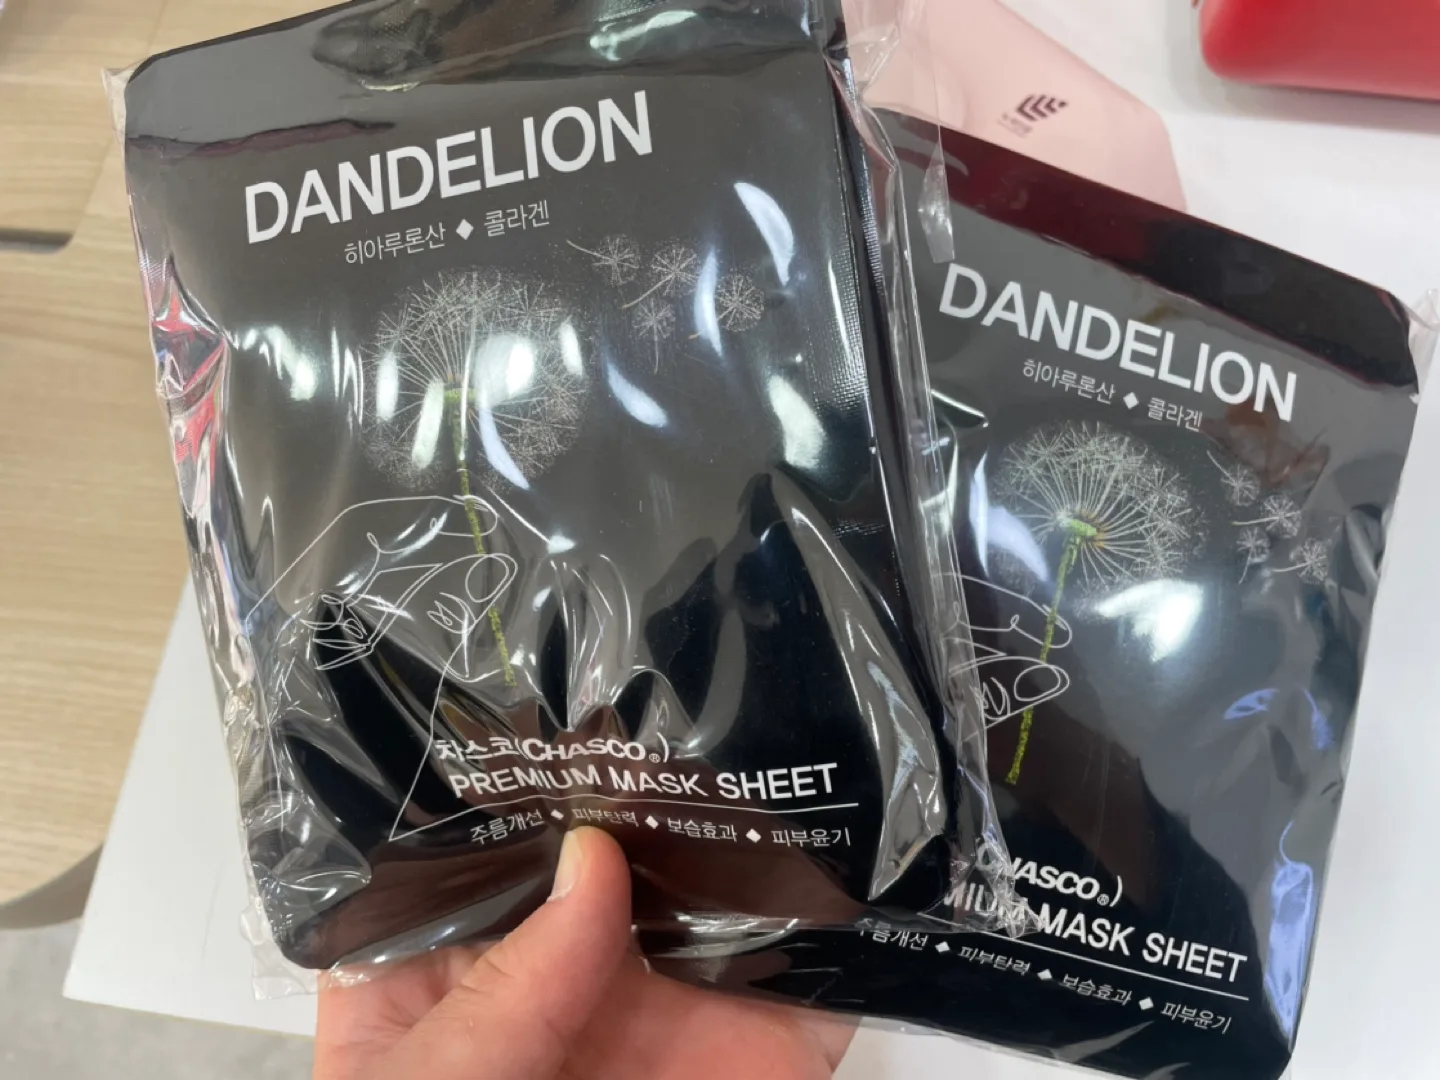 DANDELION
히아루론산 ◆ 콜라겐
차스코(CHASCO®)
PREMIUM MASK SHEET
주름개선 ◆ 피부탄력 ◆ 보습효과 ◆ 피부윤기
DANDELION
히아루론산 ◆ 콜라겐
CHASCO®)
MIUM MASK SHEET
주름개선 ◆ 피부탄력 ◆ 보습효과 ◆ 피부윤기